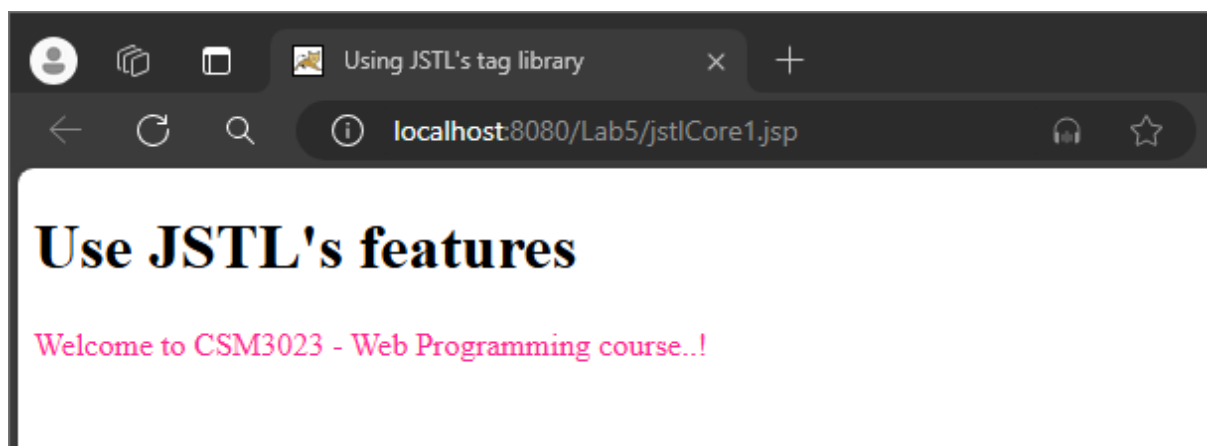 Using JSTL's tag library
localhost:8080/Lab5/jstlCore1.jsp
Use JSTL's features
Welcome to CSM3023 - Web Programming course..!